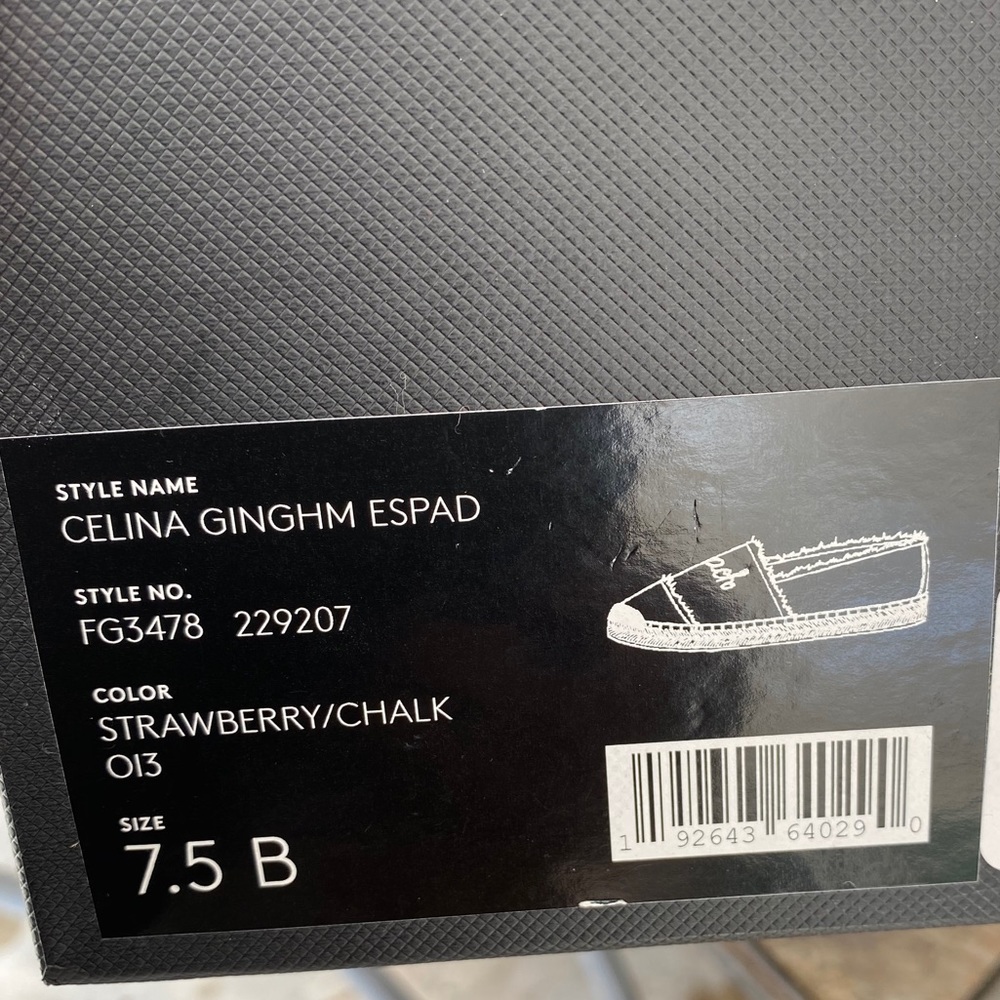 STYLE NAME
CELINA GINGHM ESPAD
STYLE NO.
FG3478 229207
COLOR
STRAWBERRY/CHALK
OI3
SIZE
7.5 B
1 92643 64029 0